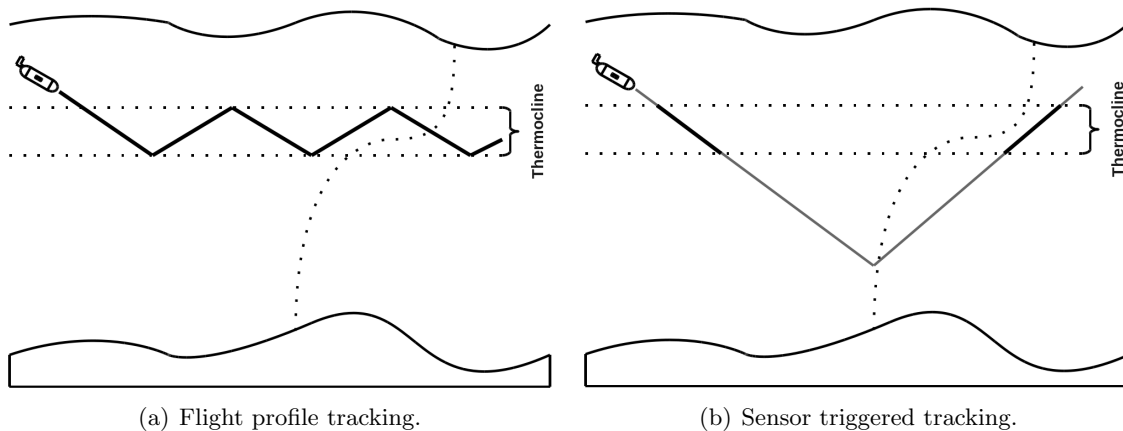 Thermocline
Thermocline
(a) Flight profile tracking.
(b) Sensor triggered tracking.